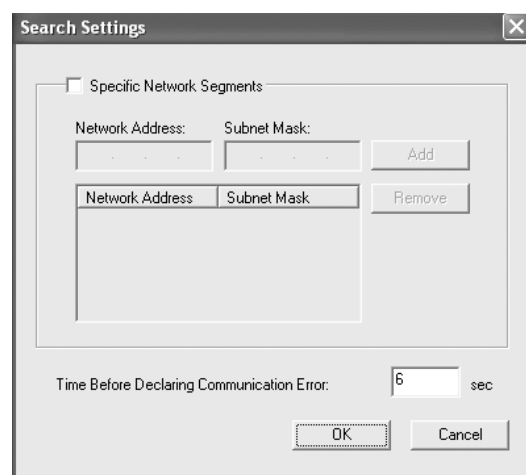 Search Settings
Specific Network Segments
Network Address: Subnet Mask:
Add
Network Address Subnet Mask
Remove
Time Before Declaring Communication Error: 6 sec
OK Cancel